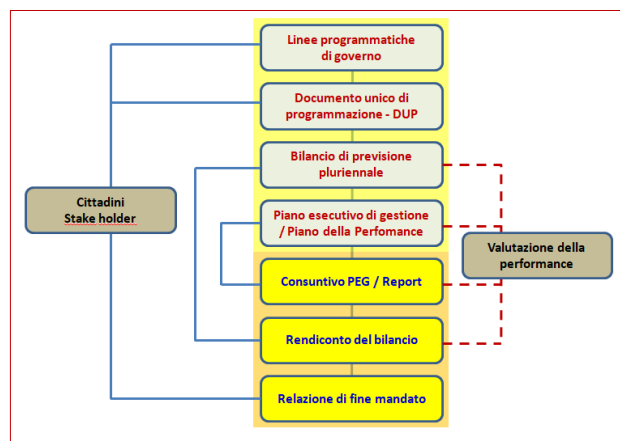 Linee programmatiche
di governo
Documento unico di
programmazione - DUP
Bilancio di previsione
pluriennale
Cittadini
Stake holder
Piano esecutivo di gestione
/ Piano della Perfomance
Valutazione della
performance
Consuntivo PEG / Report
Rendiconto del bilancio
Relazione di fine mandato